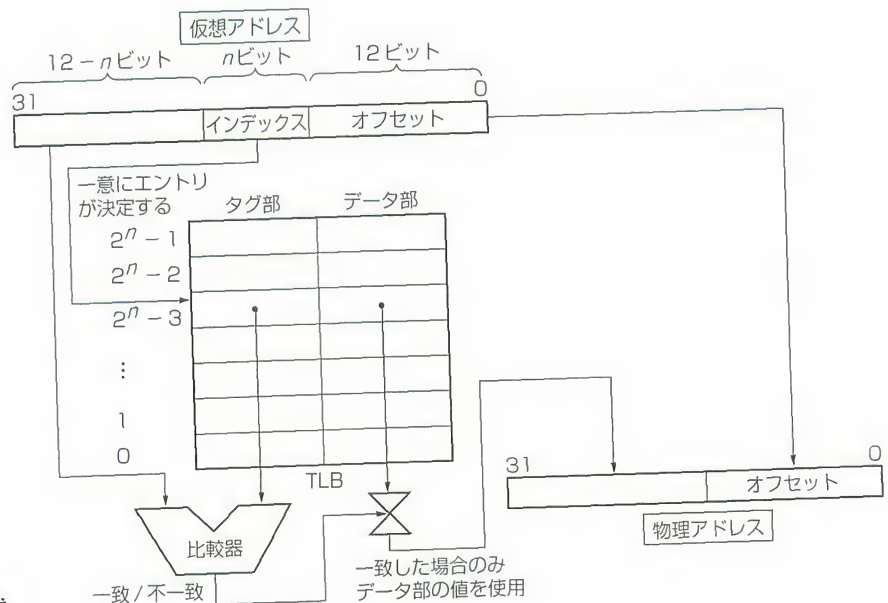 仮想アドレス
12－nビット
nビット
12ビット
31
0
インデックス
オフセット
一意にエントリ
が決定する
タグ部
データ部
2ⁿ－1
2ⁿ－2
2ⁿ－3
⋮
1
0
TLB
31
0
オフセット
物理アドレス
比較器
一致/不一致
一致した場合のみ
データ部の値を使用